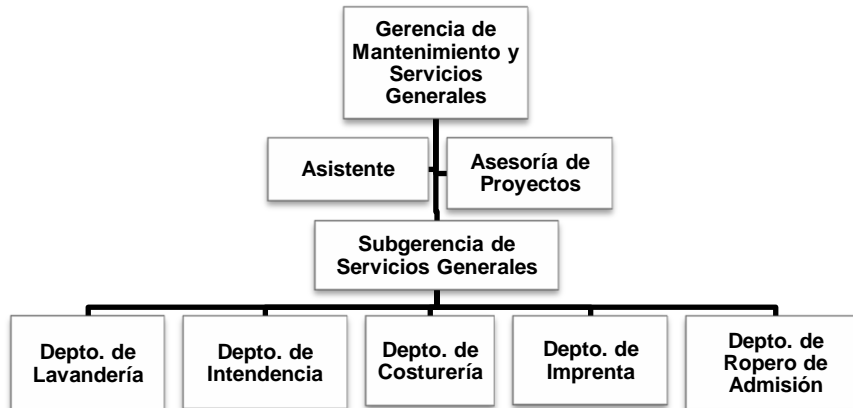 Gerencia de
Mantenimiento y
Servicios
Generales
Asistente
Asesoría de
Proyectos
Subgerencia de
Servicios Generales
Depto. de
Lavandería
Depto. de
Intendencia
Depto. de
Costurería
Depto. de
Imprenta
Depto. de
Ropero de
Admisión